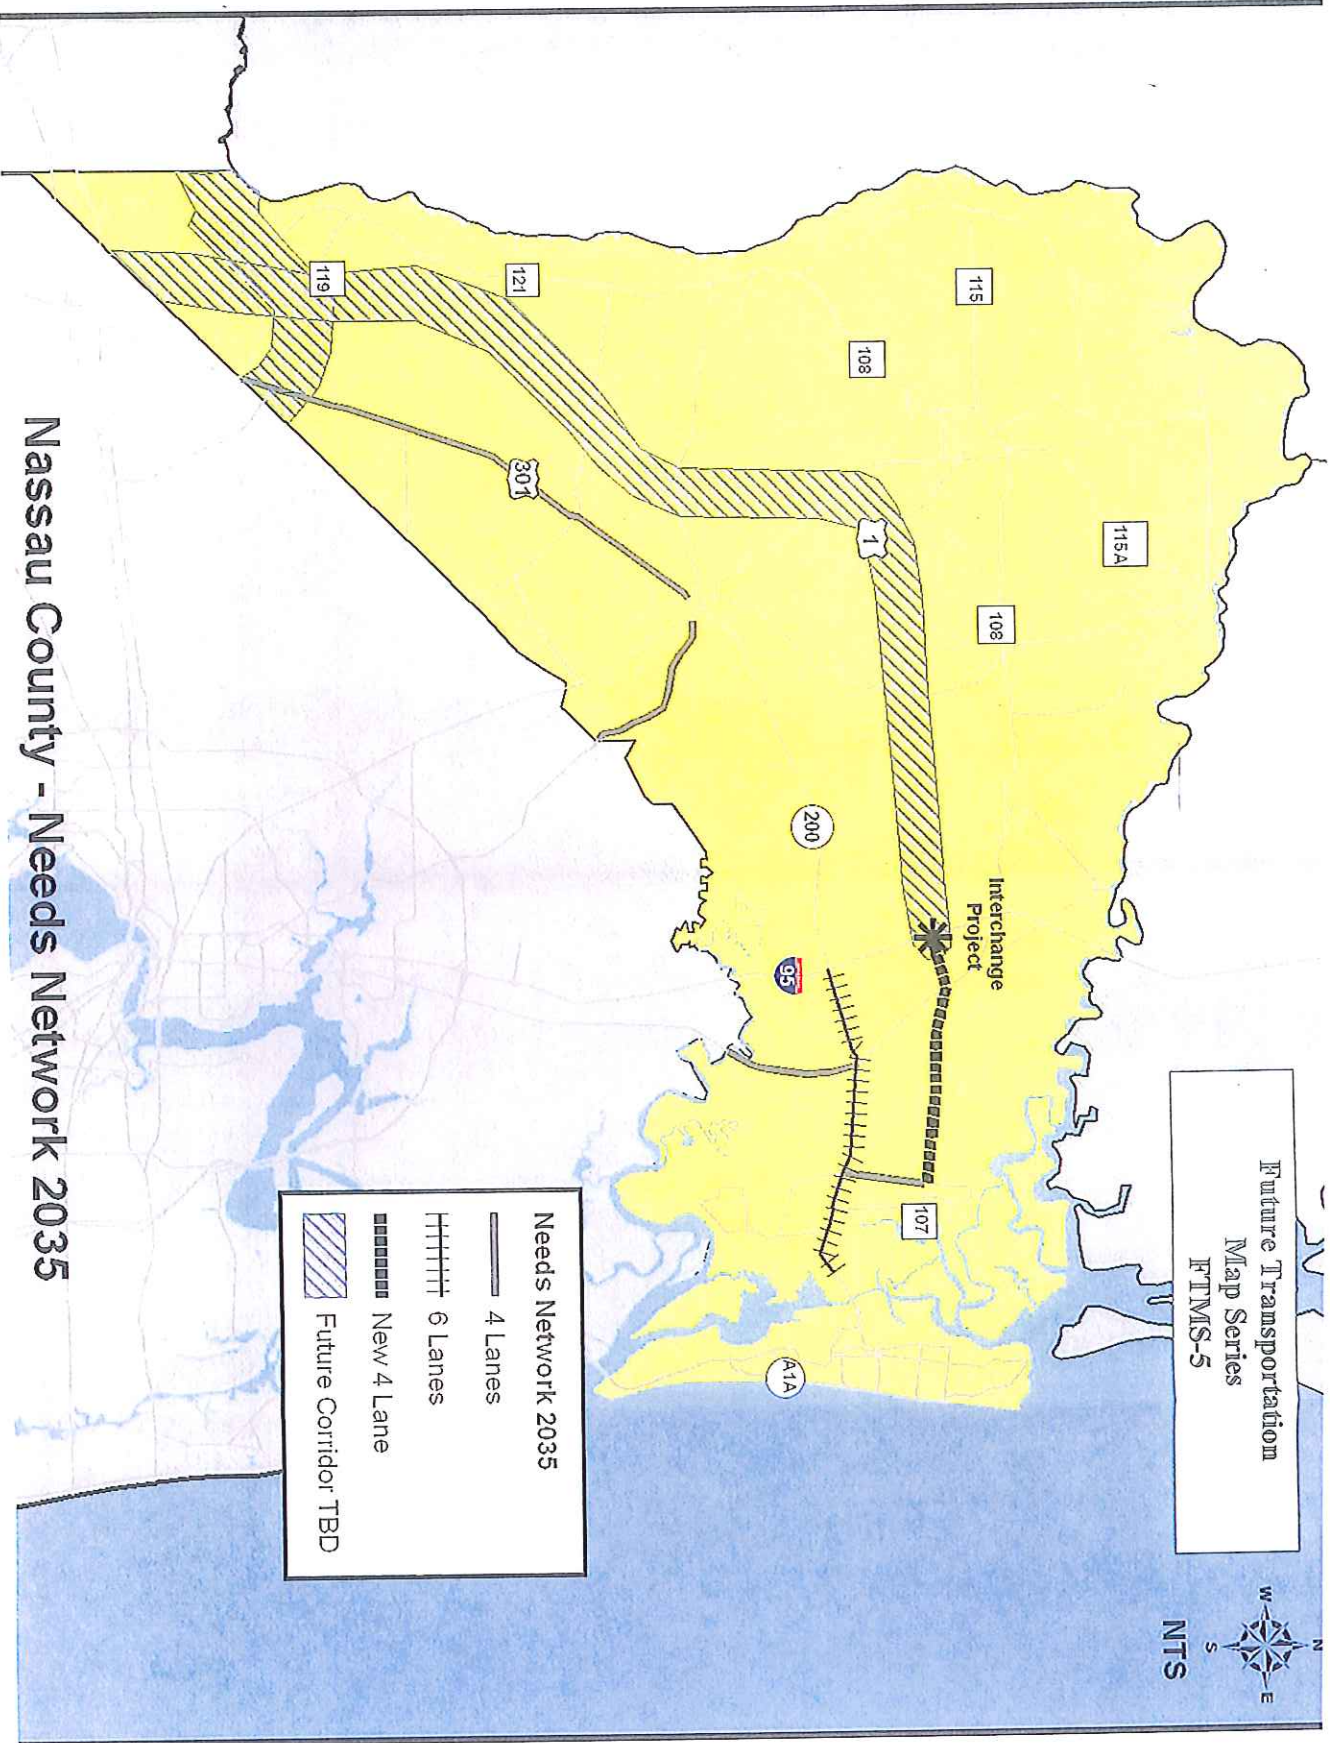 Future Transportation
Map Series
FTMS-5
N
W
E
S
NTS
115A
115
108
108
Interchange
Project
107
1
200
95
A1A
121
301
119
Needs Network 2035
4 Lanes
6 Lanes
New 4 Lane
Future Corridor TBD
Nassau County - Needs Network 2035